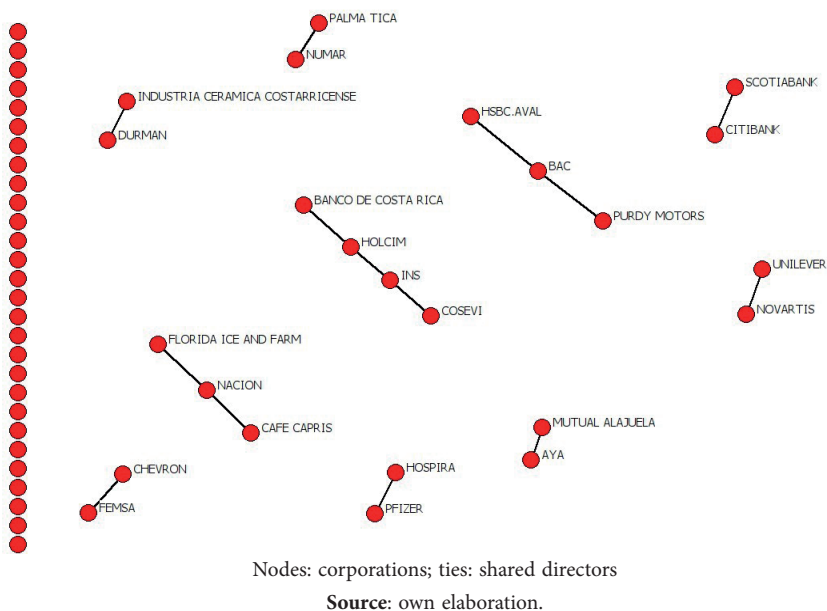 PALMA TICA
NUMAR
SCOTIABANK
INDUSTRIA CERAMICA COSTARRICENSE
HSBC.AVAL
CITIBANK
DURMAN
BAC
BANCO DE COSTA RICA
PURDY MOTORS
HOLCIM
UNILEVER
INS
COSEVI
NOVARTIS
FLORIDA ICE AND FARM
NACION
MUTUAL ALAJUELA
CAFE CAPRIS
AYA
HOSPIRA
CHEVRON
FEMSA
PFIZER
Nodes: corporations; ties: shared directors
Source: own elaboration.